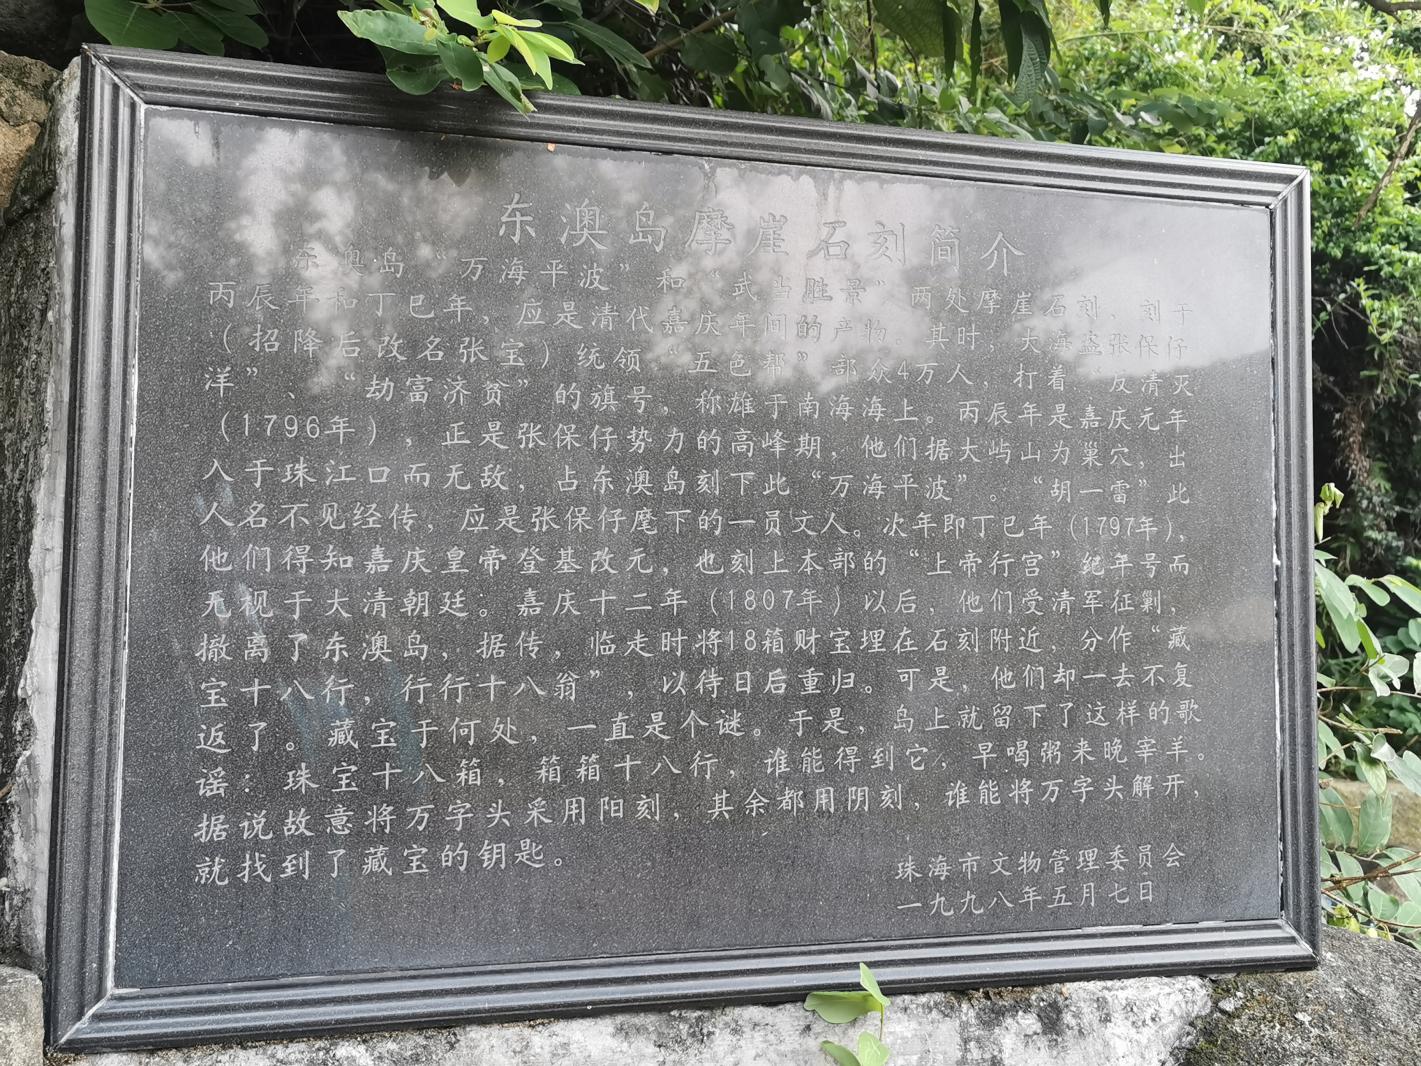 东澳岛摩崖石刻简介
东澳岛“万海平波”和“武当胜景”两处摩崖石刻，刻于
丙辰年和丁巳年，应是清代嘉庆年间的产物。其时，大海盗张保仔
（招降后改名张宝）统领“五色帮”部众4万人，打着“反清灭
洋”、“劫富济贫”的旗号，称雄于南海海上。丙辰年是嘉庆元年
（1796年），正是张保仔势力的高峰期，他们据大屿山为巢穴，出
入于珠江口而无敌，占东澳岛刻下此“万海平波”。“胡一雷”此
人名不见经传，应是张保仔麾下的一员文人。次年即丁巳年（1797年），
他们得知嘉庆皇帝登基改元，也刻上本部的“上帝行宫”纪年号而
无视于大清朝廷。嘉庆十二年（1807年）以后，他们受清军征剿，
撤离了东澳岛，据传，临走时将18箱财宝埋在石刻附近，分作“藏
宝十八行，行行十八翁”，以待日后重归。可是，他们却一去不复
返了。藏宝于何处，一直是个谜。于是，岛上就留下了这样的歌
谣：珠宝十八箱，箱箱十八行，谁能得到它，早喝粥来晚宰羊。
据说故意将万字头采用阳刻，其余都用阴刻，谁能将万字头解开，
就找到了藏宝的钥匙。
珠海市文物管理委员会
一九九八年五月七日